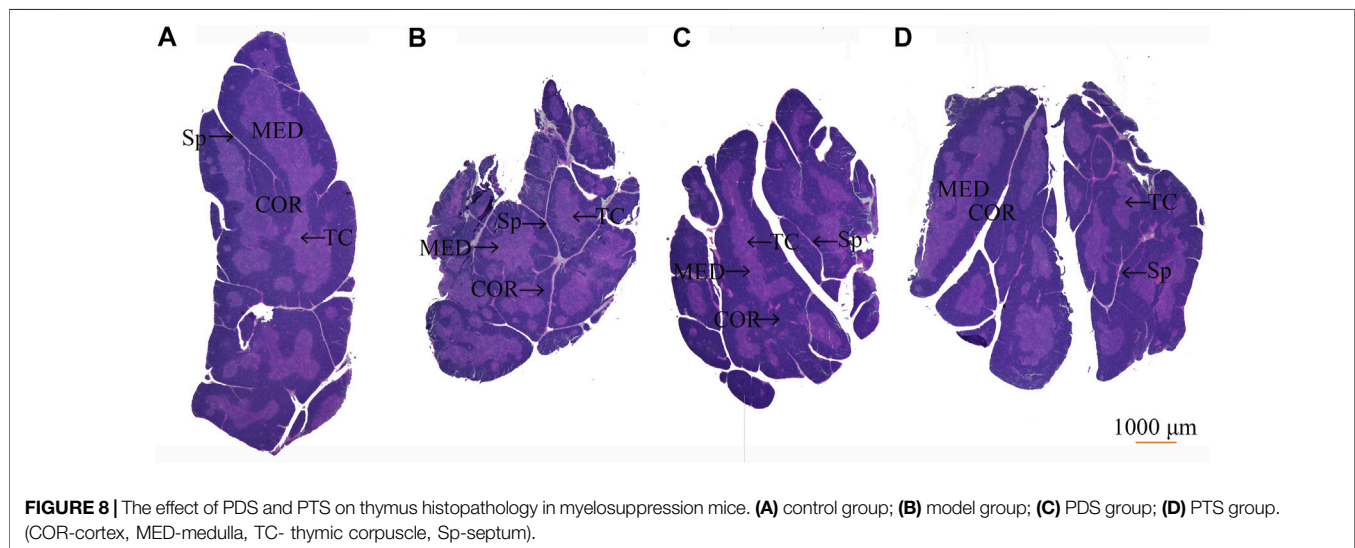 A
B
C
D
Sp
MED
COR
TC
Sp
TC
MED
COR
TC
Sp
MED
COR
MED
COR
TC
Sp
1000 μm
FIGURE 8 | The effect of PDS and PTS on thymus histopathology in myelosuppression mice. (A) control group; (B) model group; (C) PDS group; (D) PTS group.
(COR-cortex, MED-medulla, TC- thymic corpuscle, Sp-septum).